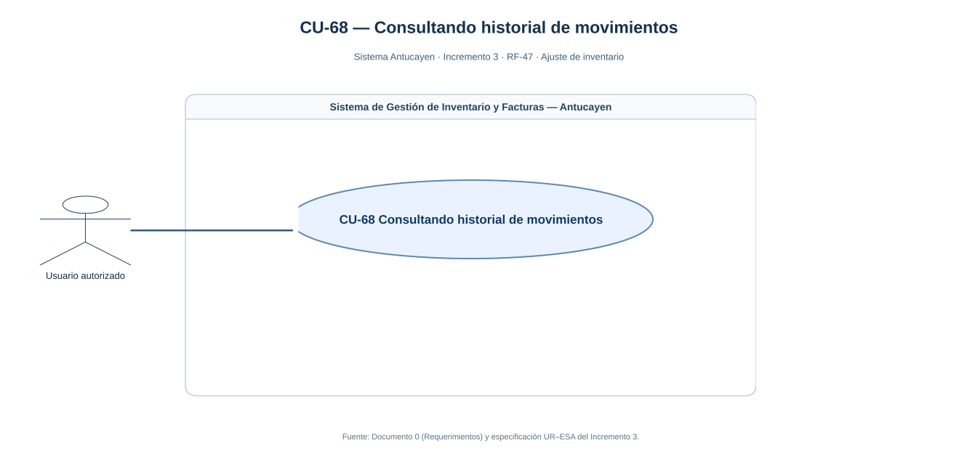 CU-68 — Consultando historial de movimientos
Sistema Antucayen · Incremento 3 · RF-47 · Ajuste de inventario
Sistema de Gestión de Inventario y Facturas — Antucayen
CU-68 Consultando historial de movimientos
Usuario autorizado
Fuente: Documento 0 (Requerimientos) y especificación UR–ESA del Incremento 3.